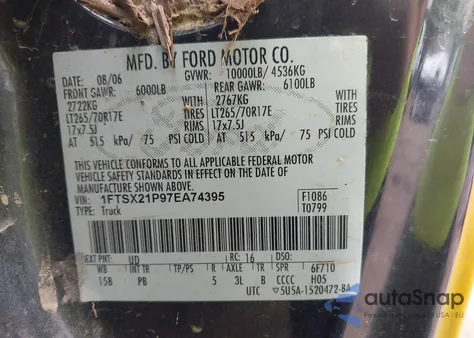 MFD. BY FORD MOTOR CO.
DATE: 08/06 GVWR: 10000LB/ 4536KG
FRONT GAWR: 6000LB REAR GAWR: 6100LB
2722KG WITH 2767KG WITH
LT265/70R17E TIRES LT265/70R17E TIRES
17x7.5J RIMS 17x7.5J RIMS
AT 515 kPa/ 75 PSI COLD AT 515 kPa/ 75 PSI COLD
THIS VEHICLE CONFORMS TO ALL APPLICABLE FEDERAL MOTOR
VEHICLE SAFETY STANDARDS IN EFFECT ON THE DATE OF
MANUFACTURE SHOWN ABOVE.
VIN: 1FTSX21P97EA74395 F1086
TYPE: Truck T0799
EXT PNT: UD RC: 16 DSO:
WB INT TR TP/PS R AXLE TR SPR 6F710
158 PB 5 3L B CCCC H05
UTC 5U5A-1520472-BA
autoSnap